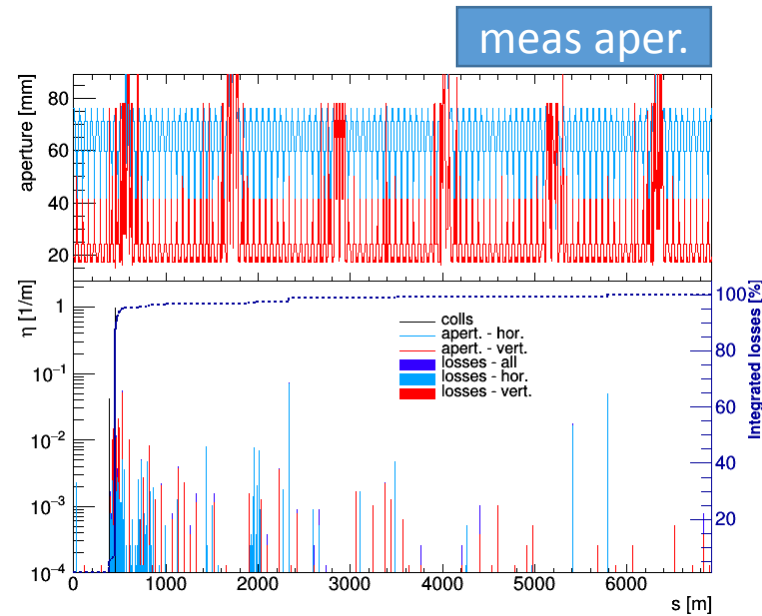 meas aper.
aperture [mm]
80
60
40
20
η [1/m]
1
10⁻¹
10⁻²
10⁻³
10⁻⁴
colls
apert. - hor.
apert. - vert.
losses - all
losses - hor.
losses - vert.
100%
80
60
40
20
Integrated losses [%]
0 1000 2000 3000 4000 5000 6000
s [m]